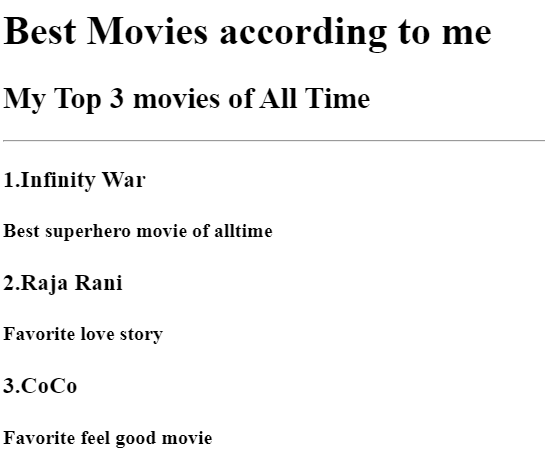 Best Movies according to me
My Top 3 movies of All Time
1.Infinity War
Best superhero movie of alltime
2.Raja Rani
Favorite love story
3.CoCo
Favorite feel good movie